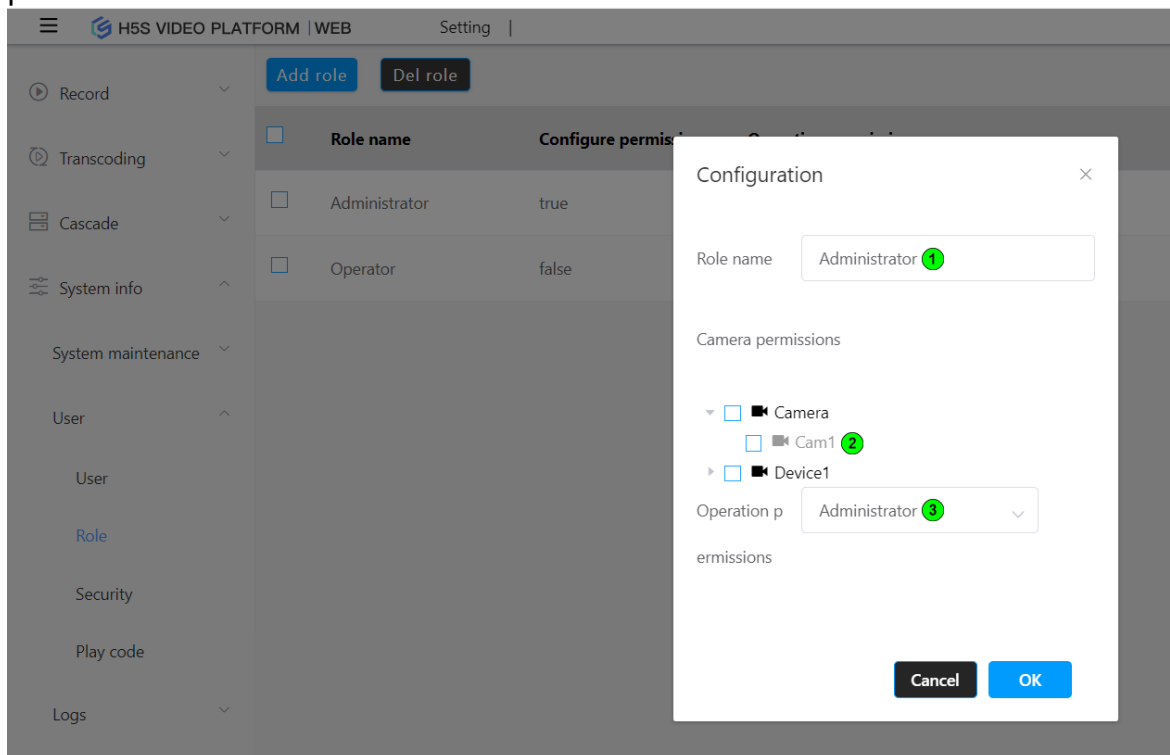 H5S VIDEO PLATFORM | WEB Setting |
Add role Del role
Record
Role name Configure permis
Transcoding
Configuration
Administrator true
Cascade
Role name Administrator 1
Operator false
System info
Camera permissions
System maintenance
Camera
User
Cam1 2
Device1
User
Operation p Administrator 3
ermissions
Role
Security
Play code
Cancel OK
Logs